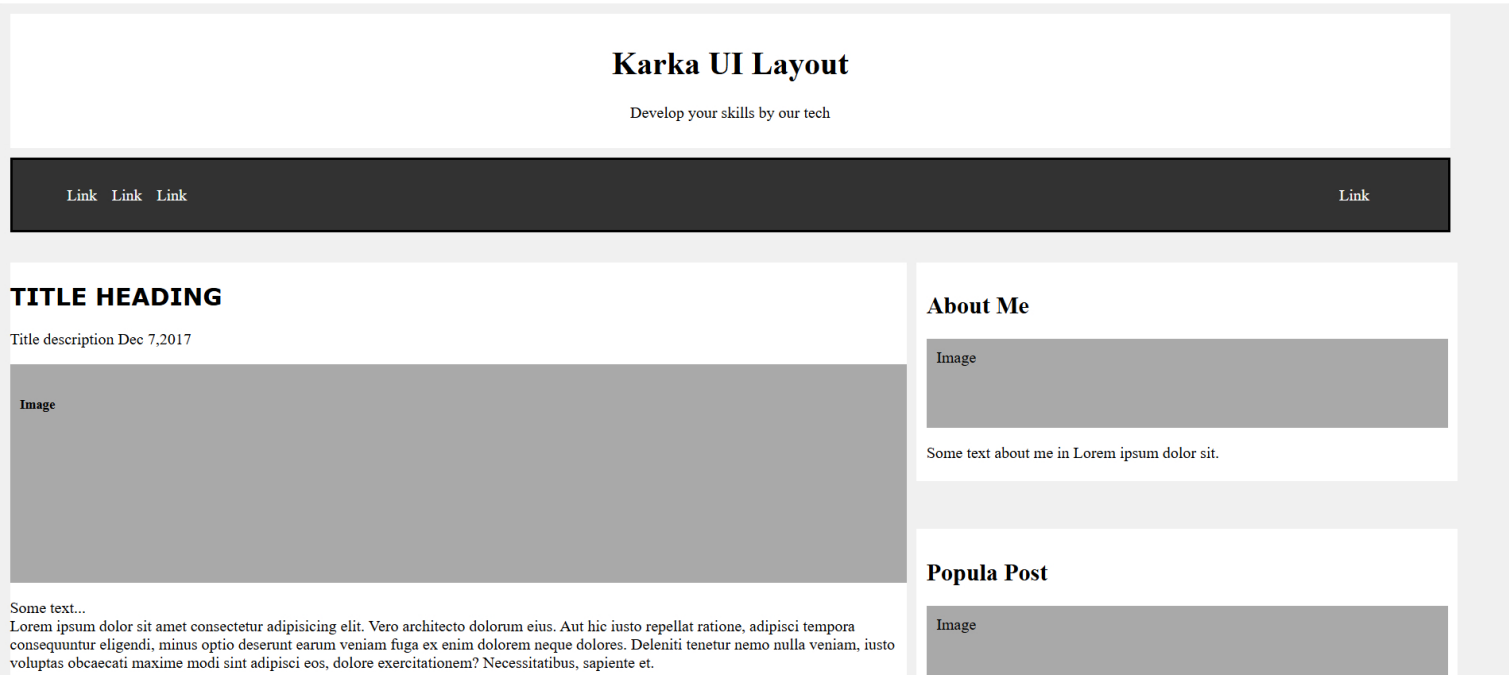 Karka UI Layout
Develop your skills by our tech
Link Link Link Link
TITLE HEADING
Title description Dec 7,2017
Image
Some text...
Lorem ipsum dolor sit amet consectetur adipisicing elit. Vero architecto dolorum eius. Aut hic iusto repellat ratione, adipisci tempora
consequuntur eligendi, minus optio deserunt earum veniam fuga ex enim dolorem neque dolores. Deleniti tenetur nemo nulla veniam, iusto
voluptas obcaecati maxime modi sint adipisci eos, dolore exercitationem? Necessitatibus, sapiente et.
About Me
Image
Some text about me in Lorem ipsum dolor sit.
Popula Post
Image